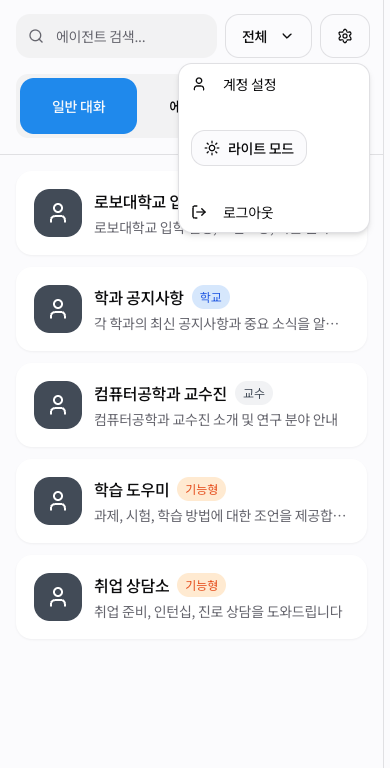 에이전트 검색...
전체
계정 설정
일반 대화
에
라이트 모드
로그아웃
로보대학교
로보대학교 입학
학과 공지사항 학교
각 학과의 최신 공지사항과 중요 소식을 알…
컴퓨터공학과 교수진 교수
컴퓨터공학과 교수진 소개 및 연구 분야 안내
학습 도우미 기능형
과제, 시험, 학습 방법에 대한 조언을 제공합…
취업 상담소 기능형
취업 준비, 인턴십, 진로 상담을 도와드립니다